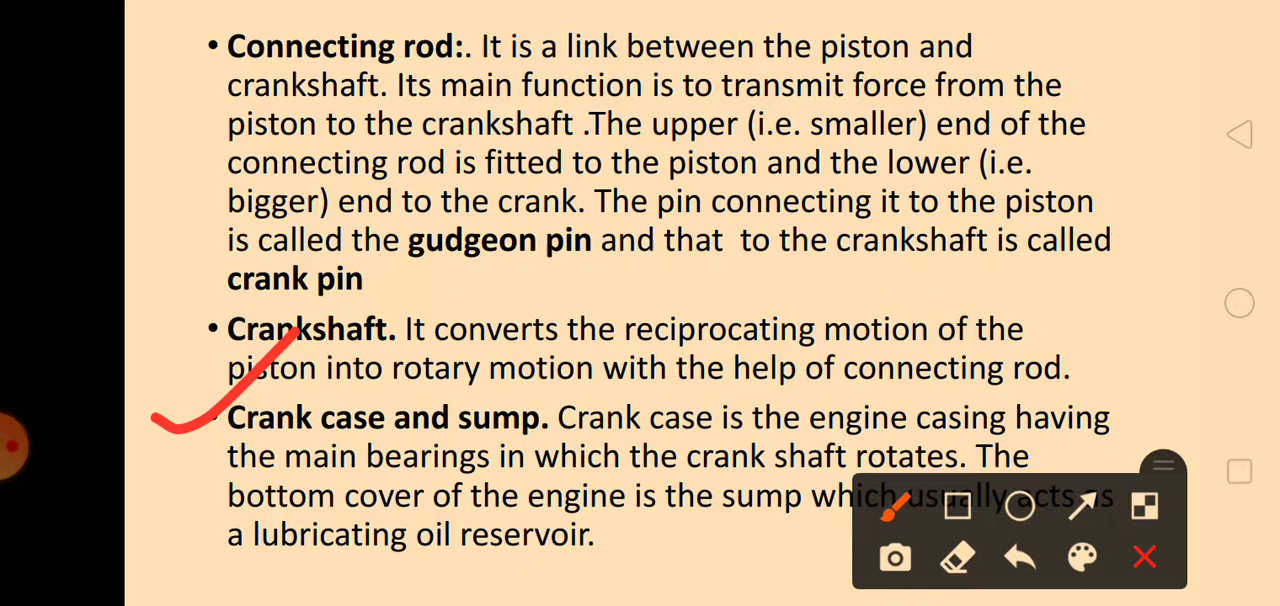 • Connecting rod:. It is a link between the piston and
crankshaft. Its main function is to transmit force from the
piston to the crankshaft .The upper (i.e. smaller) end of the
connecting rod is fitted to the piston and the lower (i.e.
bigger) end to the crank. The pin connecting it to the piston
is called the gudgeon pin and that to the crankshaft is called
crank pin
• Crankshaft. It converts the reciprocating motion of the
piston into rotary motion with the help of connecting rod.
• Crank case and sump. Crank case is the engine casing having
the main bearings in which the crank shaft rotates. The
bottom cover of the engine is the sump which usually acts as
a lubricating oil reservoir.